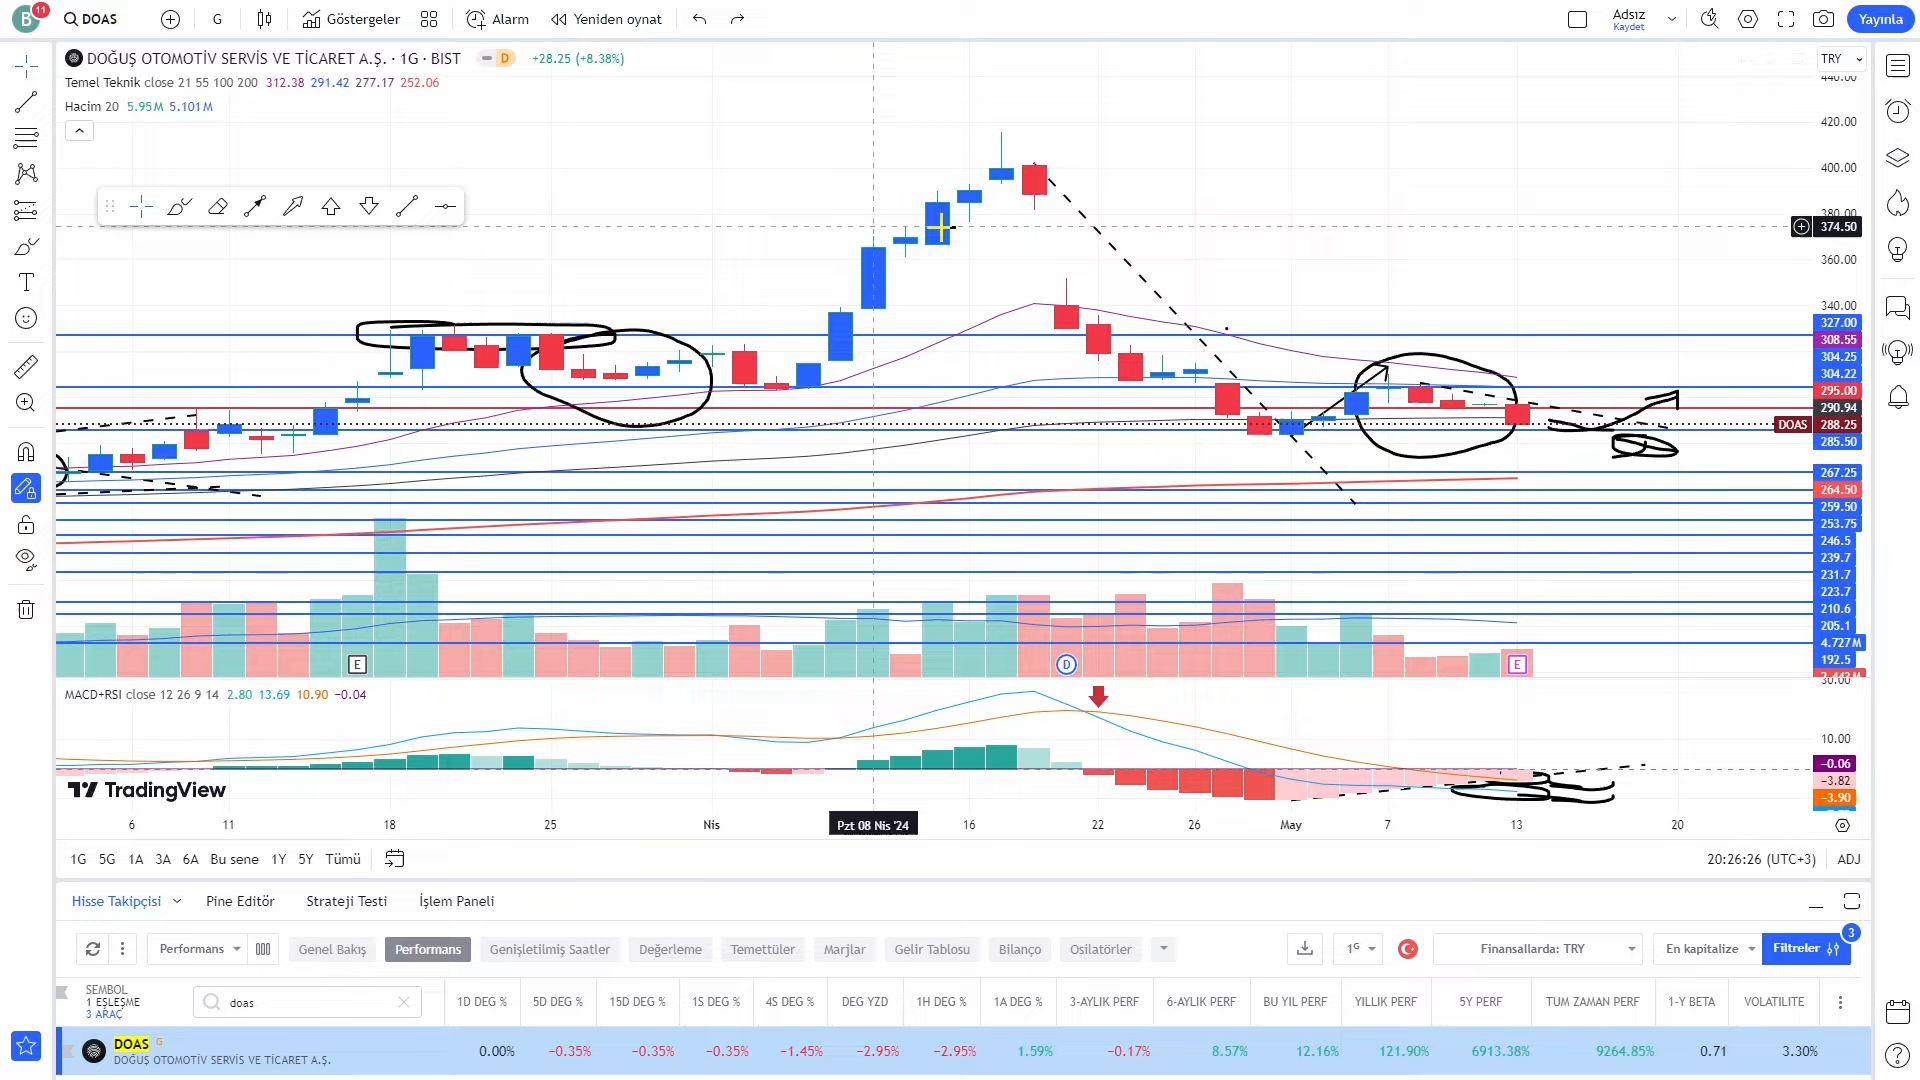 B
11
DOAS
G
Göstergeler
Alarm
Yeniden oynat
Adsız
Kaydet
Yayınla
DOĞUŞ OTOMOTİV SERVİS VE TİCARET A.Ş. · 1G · BIST
D
+28.25 (+8.38%)
TRY
Temel Teknik close 21 55 100 200 312.38 291.42 277.17 252.06
Hacim 20 5.95M 5.101M
440.00
420.00
400.00
380.00
374.50
360.00
340.00
327.00
308.55
304.25
304.22
295.00
290.94
DOAS 288.25
285.50
267.25
264.50
259.50
253.75
246.5
239.7
231.7
223.7
210.6
205.1
4.727M
192.5
E
D
E
MACD+RSI close 12 26 9 14 2.80 13.69 10.90 −0.04
30.00
10.00
−0.06
−3.82
−3.90
TradingView
6
11
18
25
Nis
Pzt 08 Nis '24
16
22
26
May
7
13
20
1G 5G 1A 3A 6A Bu sene 1Y 5Y Tümü
20:26:26 (UTC+3) ADJ
Hisse Takipçisi Pine Editör Strateji Testi İşlem Paneli
Performans
Genel Bakış
Performans
Genişletilmiş Saatler
Değerleme
Temettüler
Marjlar
Gelir Tablosu
Bilanço
Osilatörler
1G
Finansallarda: TRY
En kapitalize
Filtreler
3
SEMBOL
1 EŞLEŞME
3 ARAÇ
doas
1D DEG %
5D DEG %
15D DEG %
1S DEG %
4S DEG %
DEG YZD
1H DEG %
1A DEG %
3-AYLIK PERF
6-AYLIK PERF
BU YIL PERF
YILLIK PERF
5Y PERF
TUM ZAMAN PERF
1-Y BETA
VOLATILITE
DOAS G
DOĞUŞ OTOMOTİV SERVİS VE TİCARET A.Ş.
0.00%
−0.35%
−0.35%
−0.35%
−1.45%
−2.95%
−2.95%
1.59%
−0.17%
8.57%
12.16%
121.90%
6913.38%
9264.85%
0.71
3.30%